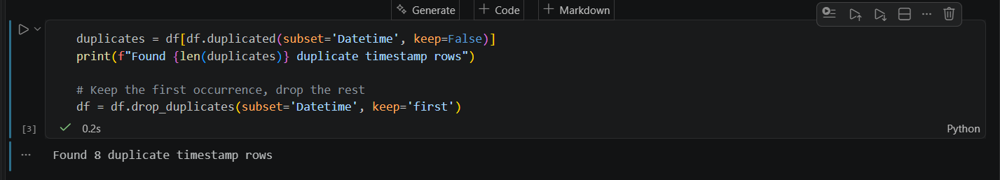 Generate + Code + Markdown
duplicates = df[df.duplicated(subset='Datetime', keep=False)]
print(f"Found {len(duplicates)} duplicate timestamp rows")
# Keep the first occurrence, drop the rest
df = df.drop_duplicates(subset='Datetime', keep='first')
[3] 0.2s Python
Found 8 duplicate timestamp rows